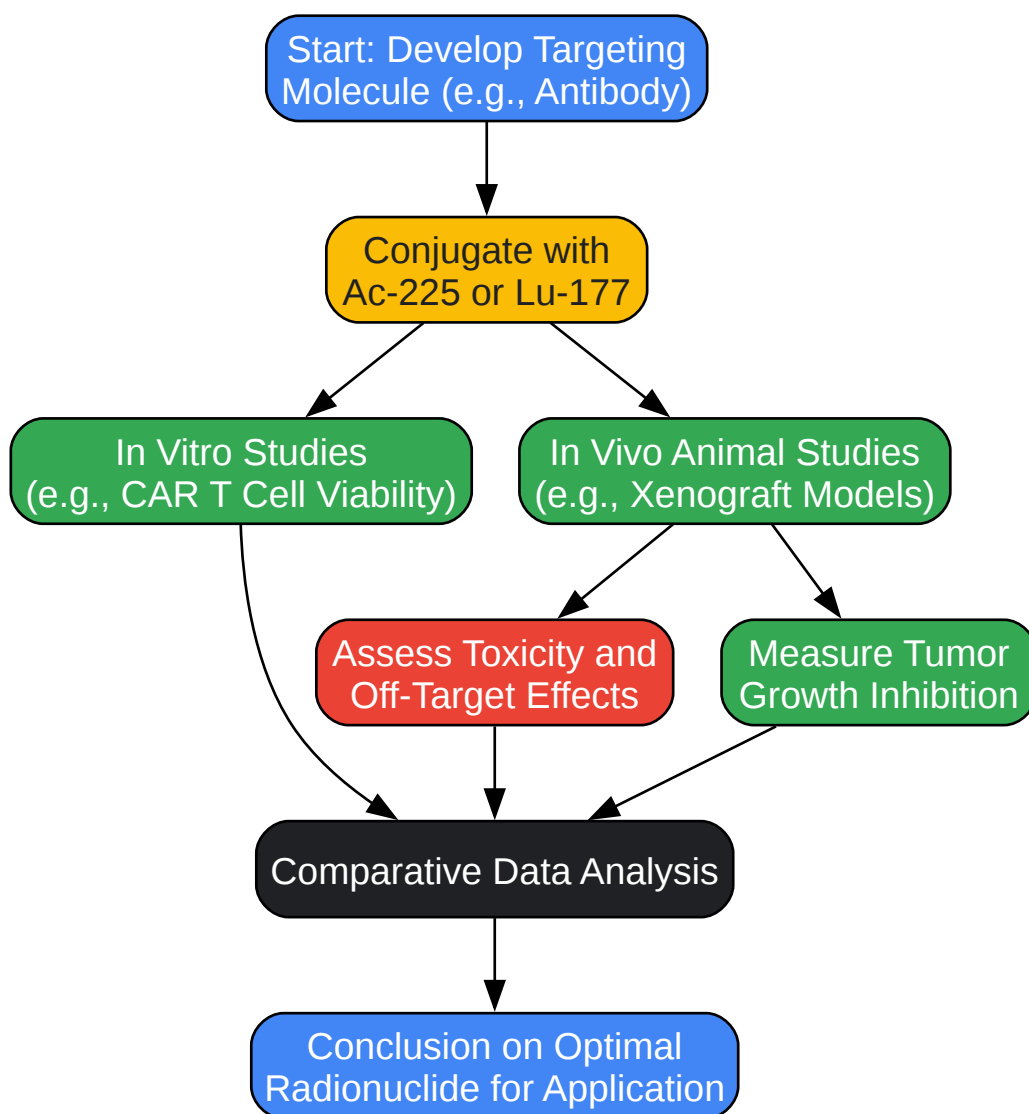 Start: Develop Targeting
Molecule (e.g., Antibody)
Conjugate with
Ac-225 or Lu-177
In Vitro Studies
(e.g., CAR T Cell Viability)
In Vivo Animal Studies
(e.g., Xenograft Models)
Assess Toxicity and
Off-Target Effects
Measure Tumor
Growth Inhibition
Comparative Data Analysis
Conclusion on Optimal
Radionuclide for Application